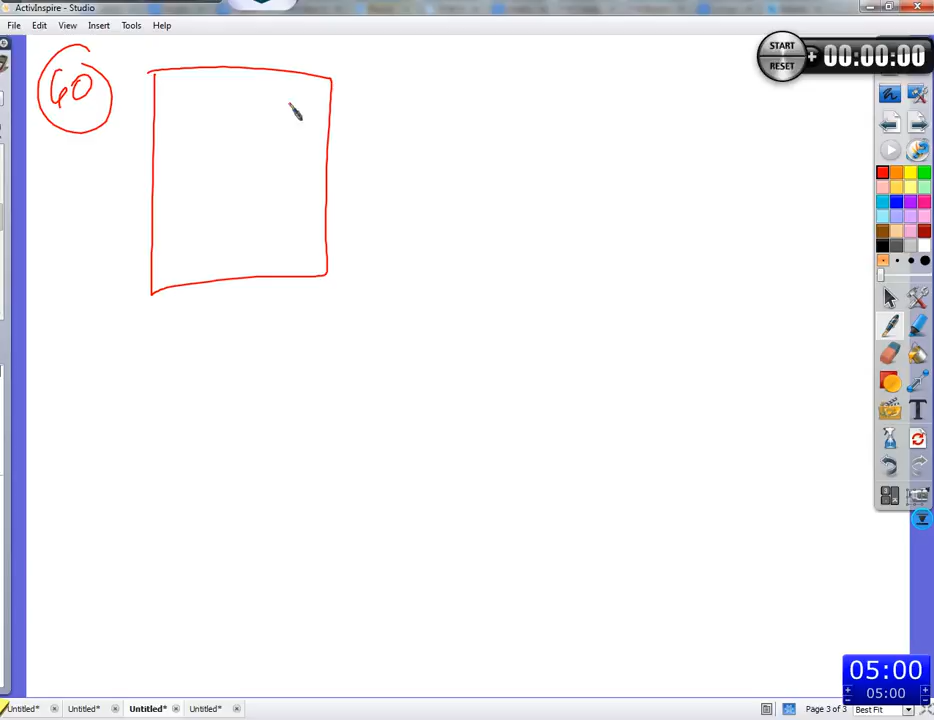 ActivInspire - Studio
File Edit View Insert Tools Help
START
RESET
00:00:00
60
05:00
05:00
Untitled* Untitled* Untitled* Untitled*
Page 3 of 3 Best Fit